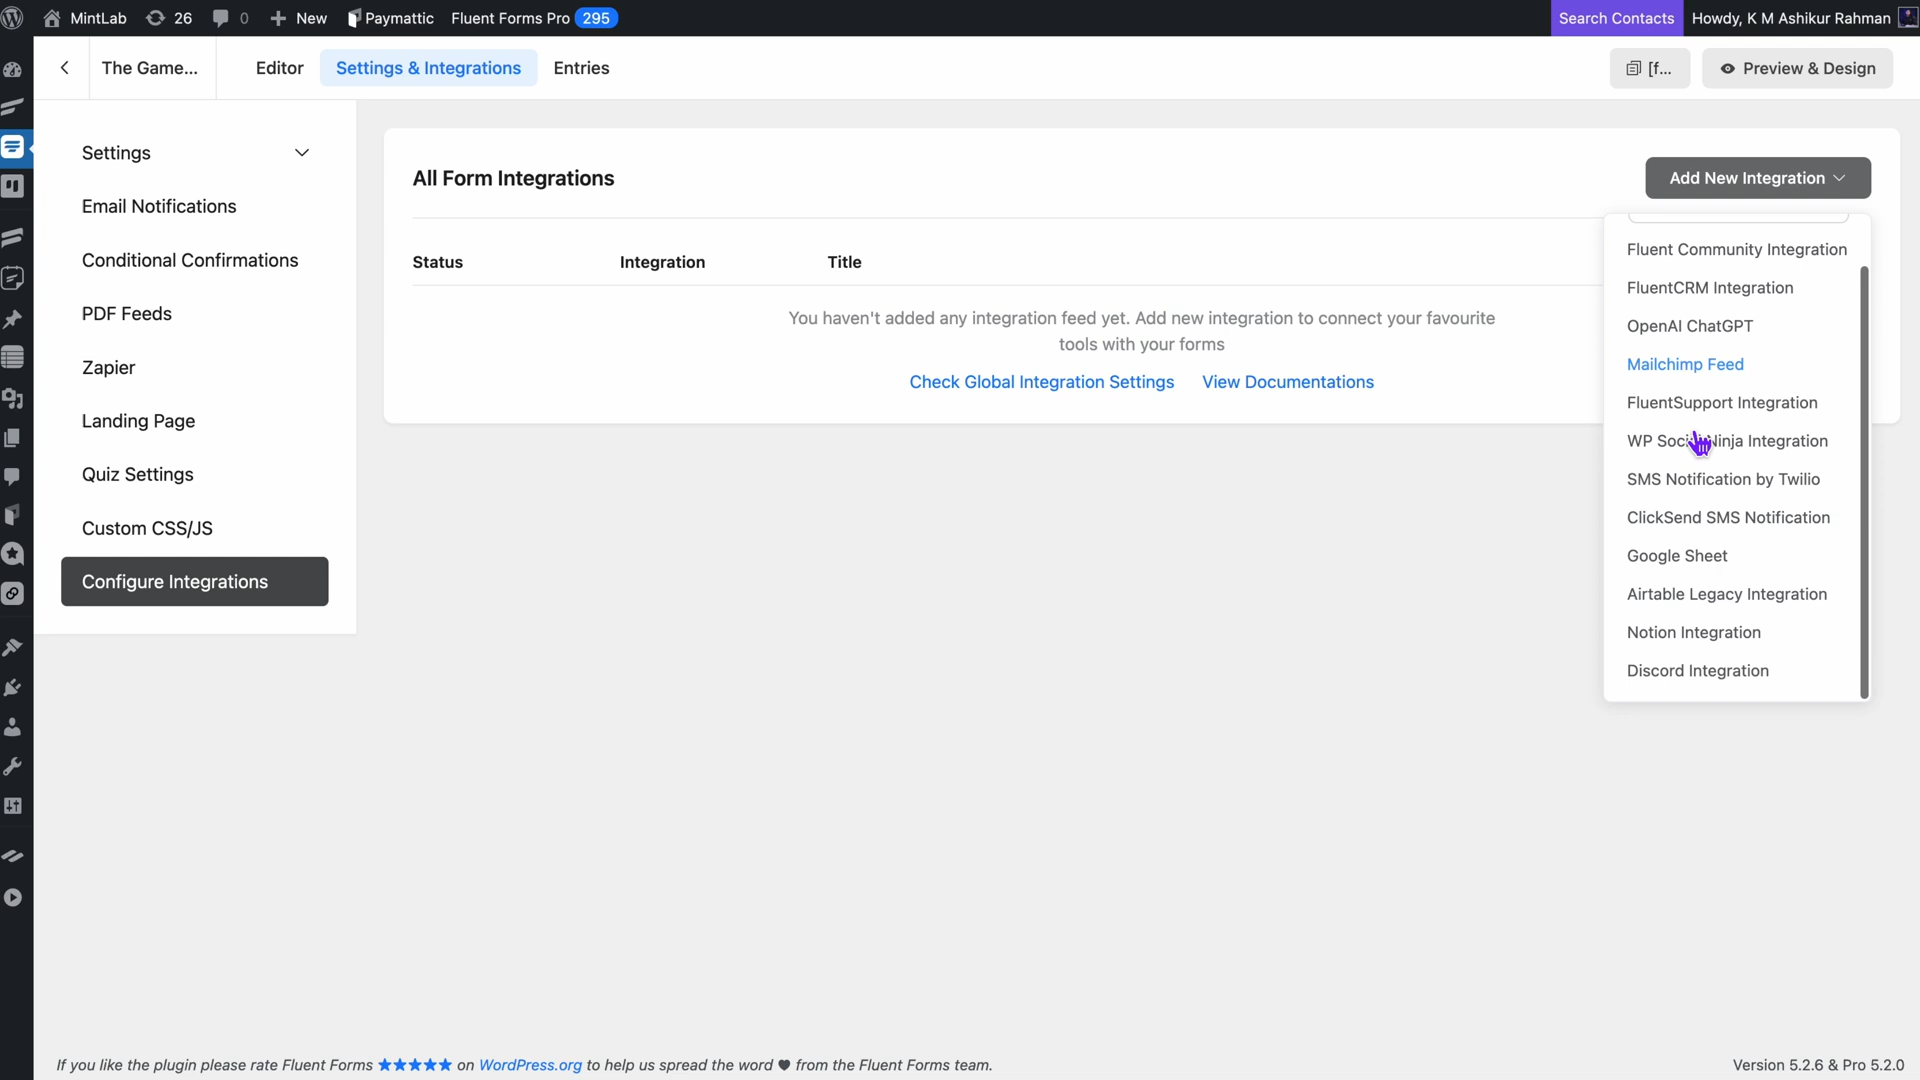 MintLab 26 0 New Paymattic Fluent Forms Pro 295 Search Contacts Howdy, K M Ashikur Rahman
The Game... Editor Settings & Integrations Entries [f... Preview & Design
Settings
Email Notifications
Conditional Confirmations
PDF Feeds
Zapier
Landing Page
Quiz Settings
Custom CSS/JS
Configure Integrations
All Form Integrations
Add New Integration
Status Integration Title
You haven't added any integration feed yet. Add new integration to connect your favourite
tools with your forms
Check Global Integration Settings View Documentations
Fluent Community Integration
FluentCRM Integration
OpenAI ChatGPT
Mailchimp Feed
FluentSupport Integration
WP Social Ninja Integration
SMS Notification by Twilio
ClickSend SMS Notification
Google Sheet
Airtable Legacy Integration
Notion Integration
Discord Integration
If you like the plugin please rate Fluent Forms ★★★★★ on WordPress.org to help us spread the word ♥ from the Fluent Forms team.
Version 5.2.6 & Pro 5.2.0